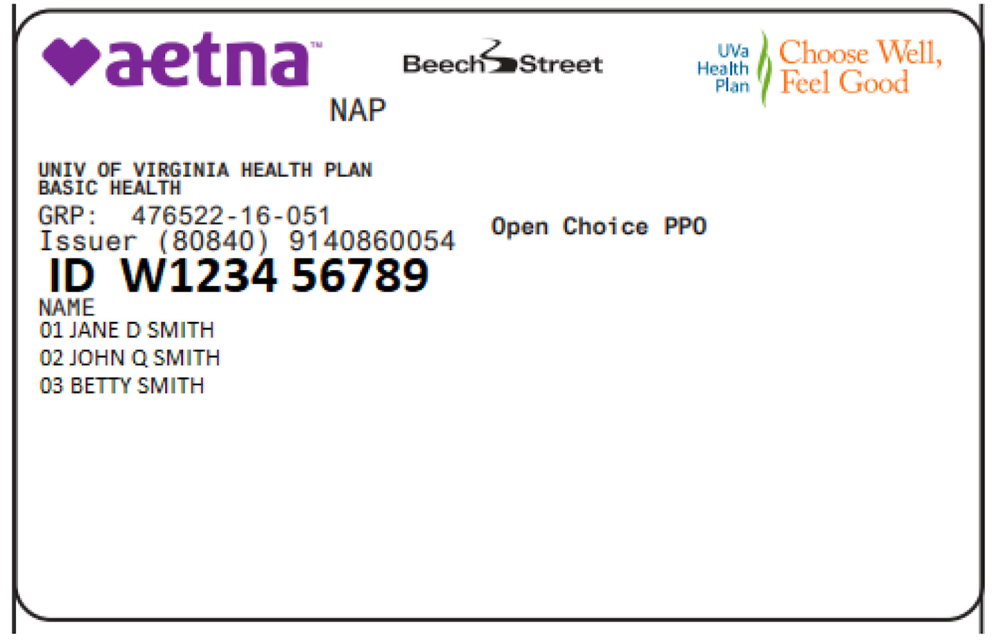 aetna™
Beech Street
UVa
Health
Plan
Choose Well,
Feel Good
NAP
UNIV OF VIRGINIA HEALTH PLAN
BASIC HEALTH
GRP: 476522-16-051
Issuer (80840) 9140860054
Open Choice PPO
ID W1234 56789
NAME
01 JANE D SMITH
02 JOHN Q SMITH
03 BETTY SMITH